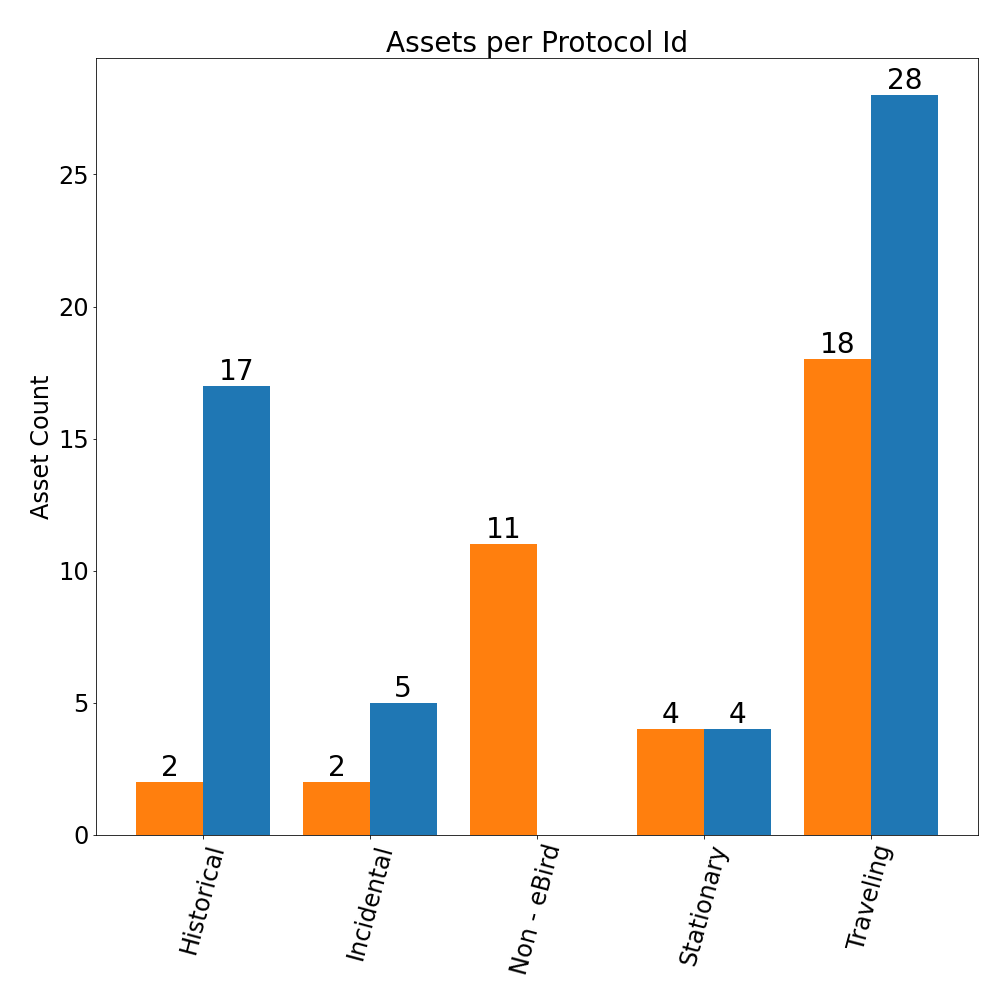 Assets per Protocol Id
28
25
20
18
17
15
Asset Count
11
10
5
5
4
4
2
2
0
Historical
Incidental
Non - eBird
Stationary
Traveling